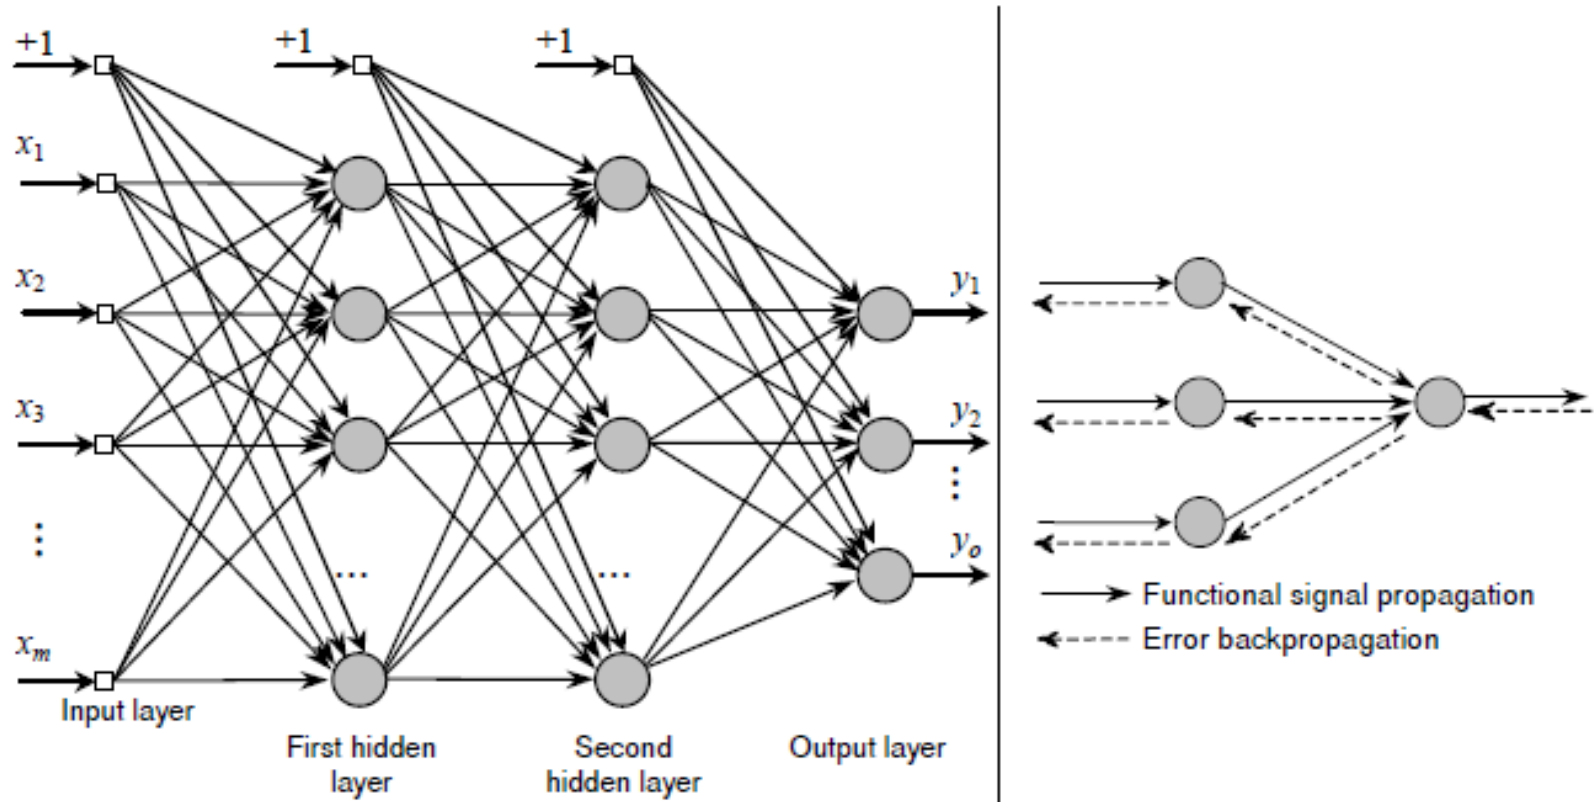 +1
+1
+1
x1
x2
x3
⋮
xm
...
...
y1
y2
⋮
yo
Input layer
First hidden
layer
Second
hidden layer
Output layer
Functional signal propagation
Error backpropagation